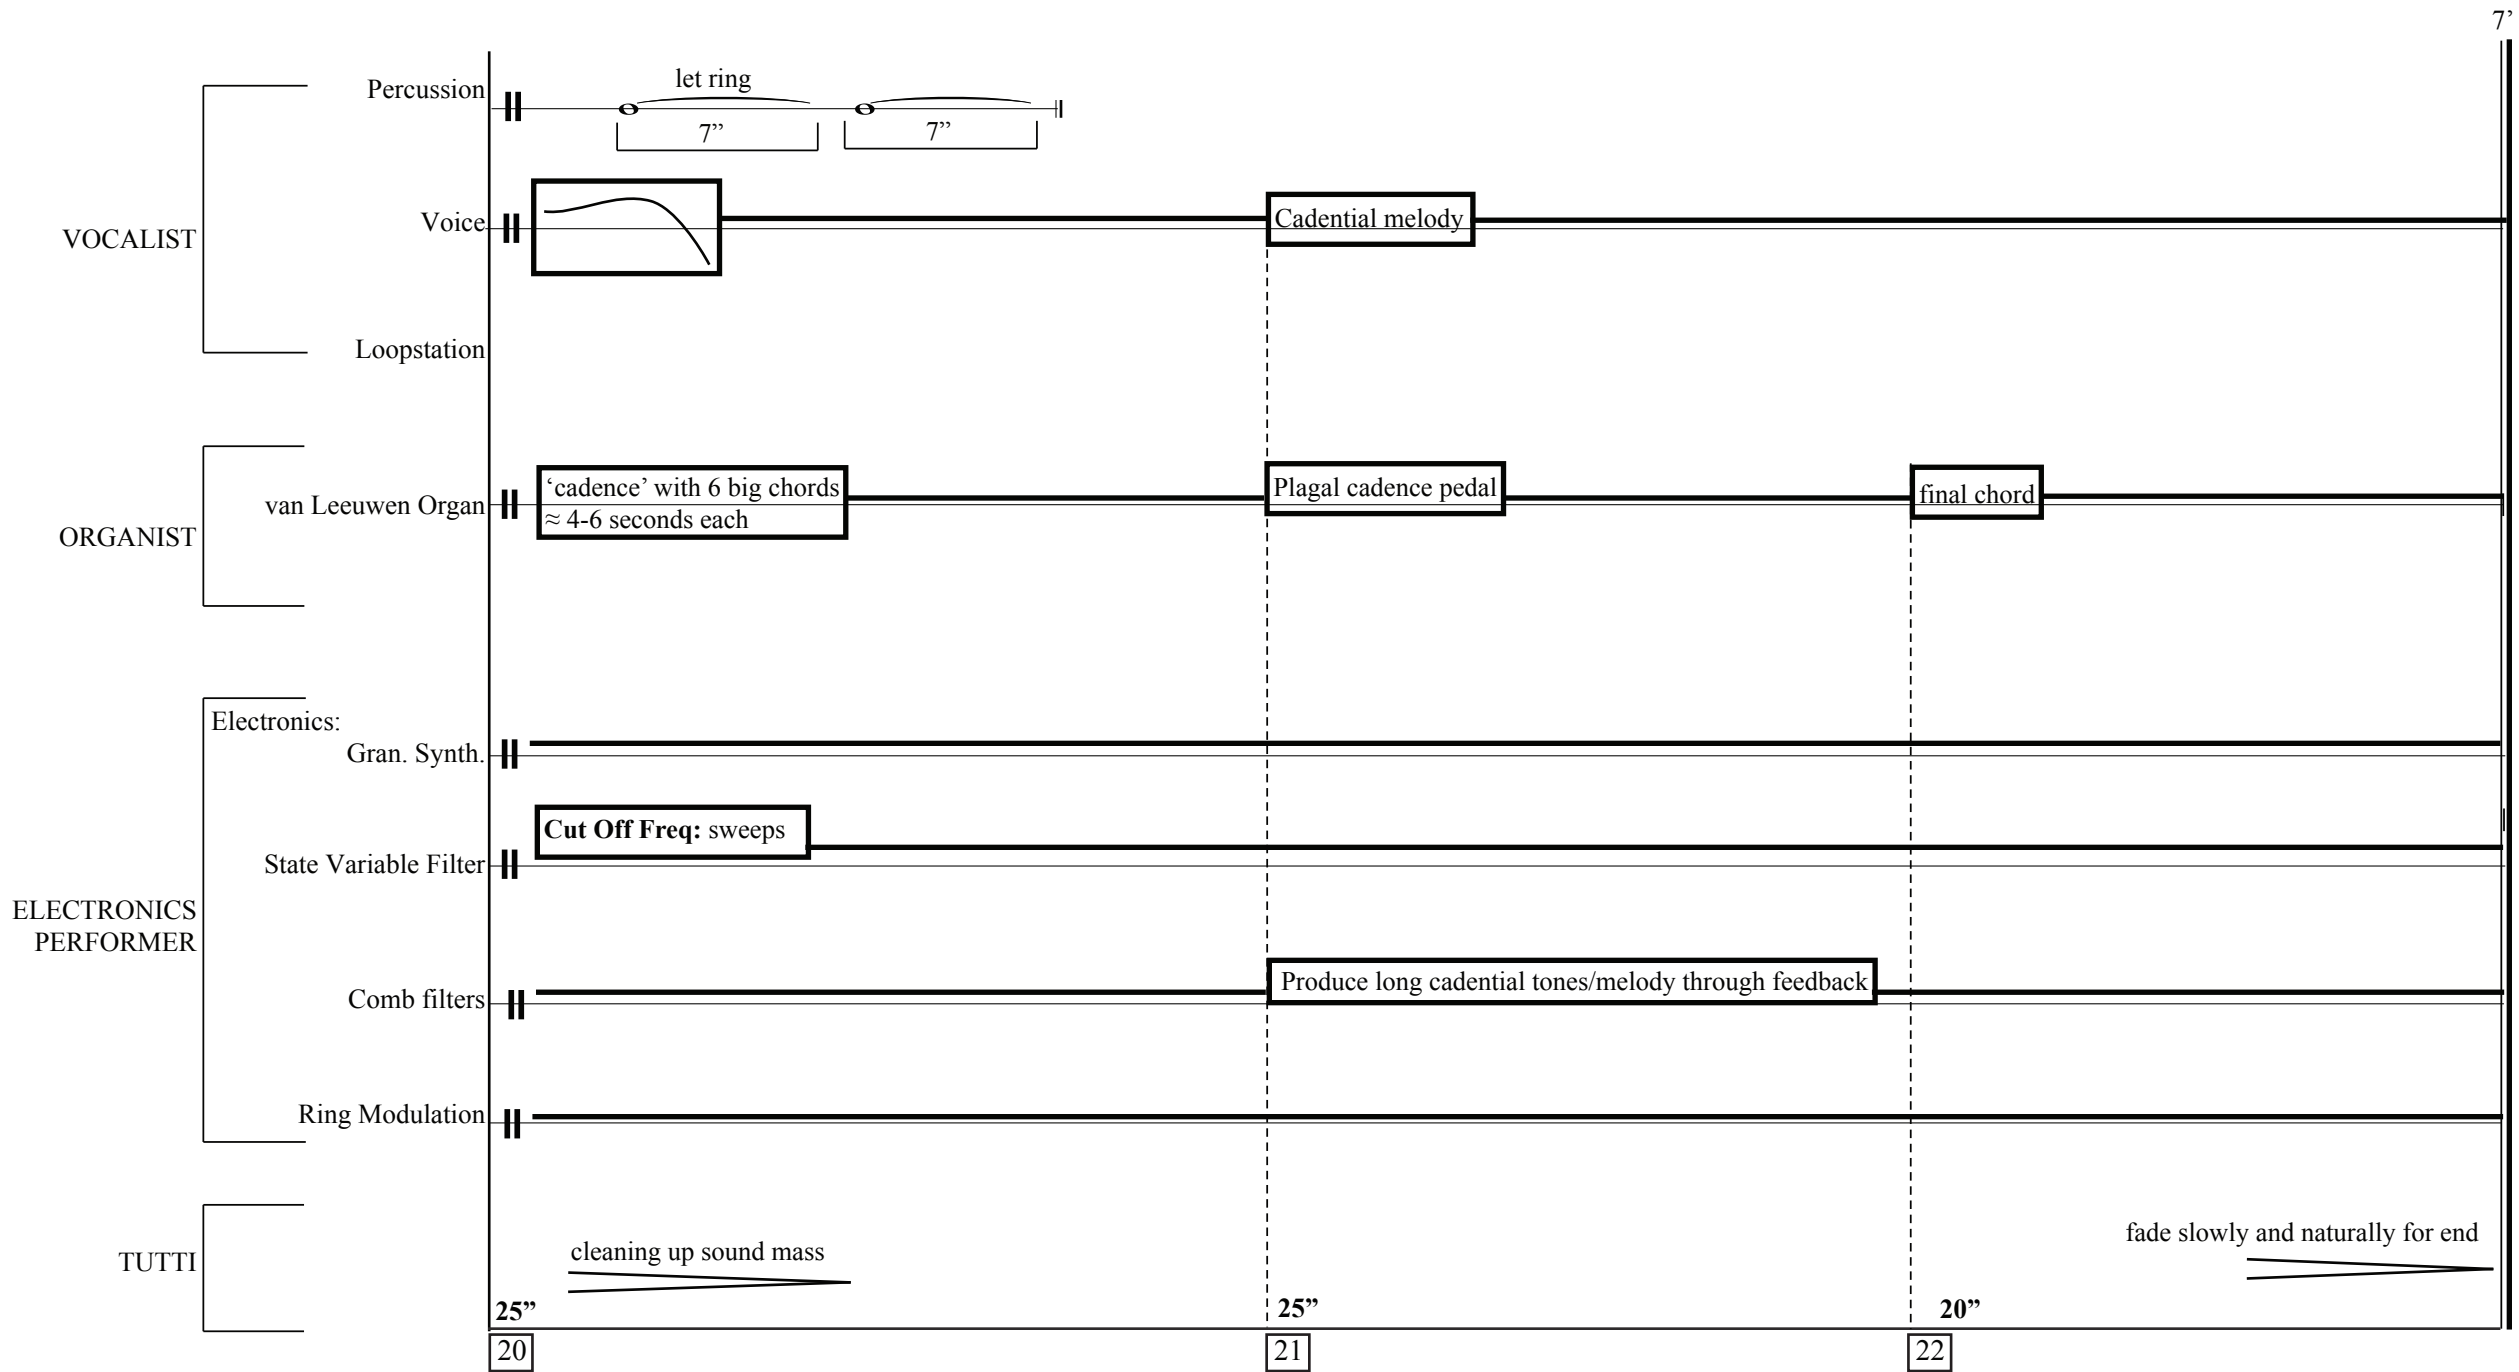 7’
Percussion
let ring
7”
7”
VOCALIST
Voice
Cadential melody
Loopstation
ORGANIST
van Leeuwen Organ
‘cadence’ with 6 big chords
≈ 4-6 seconds each
Plagal cadence pedal
final chord
ELECTRONICS
PERFORMER
Electronics:
Gran. Synth.
State Variable Filter
Cut Off Freq: sweeps
Comb filters
Produce long cadential tones/melody through feedback
Ring Modulation
TUTTI
cleaning up sound mass
fade slowly and naturally for end
25”
25”
20”
20
21
22